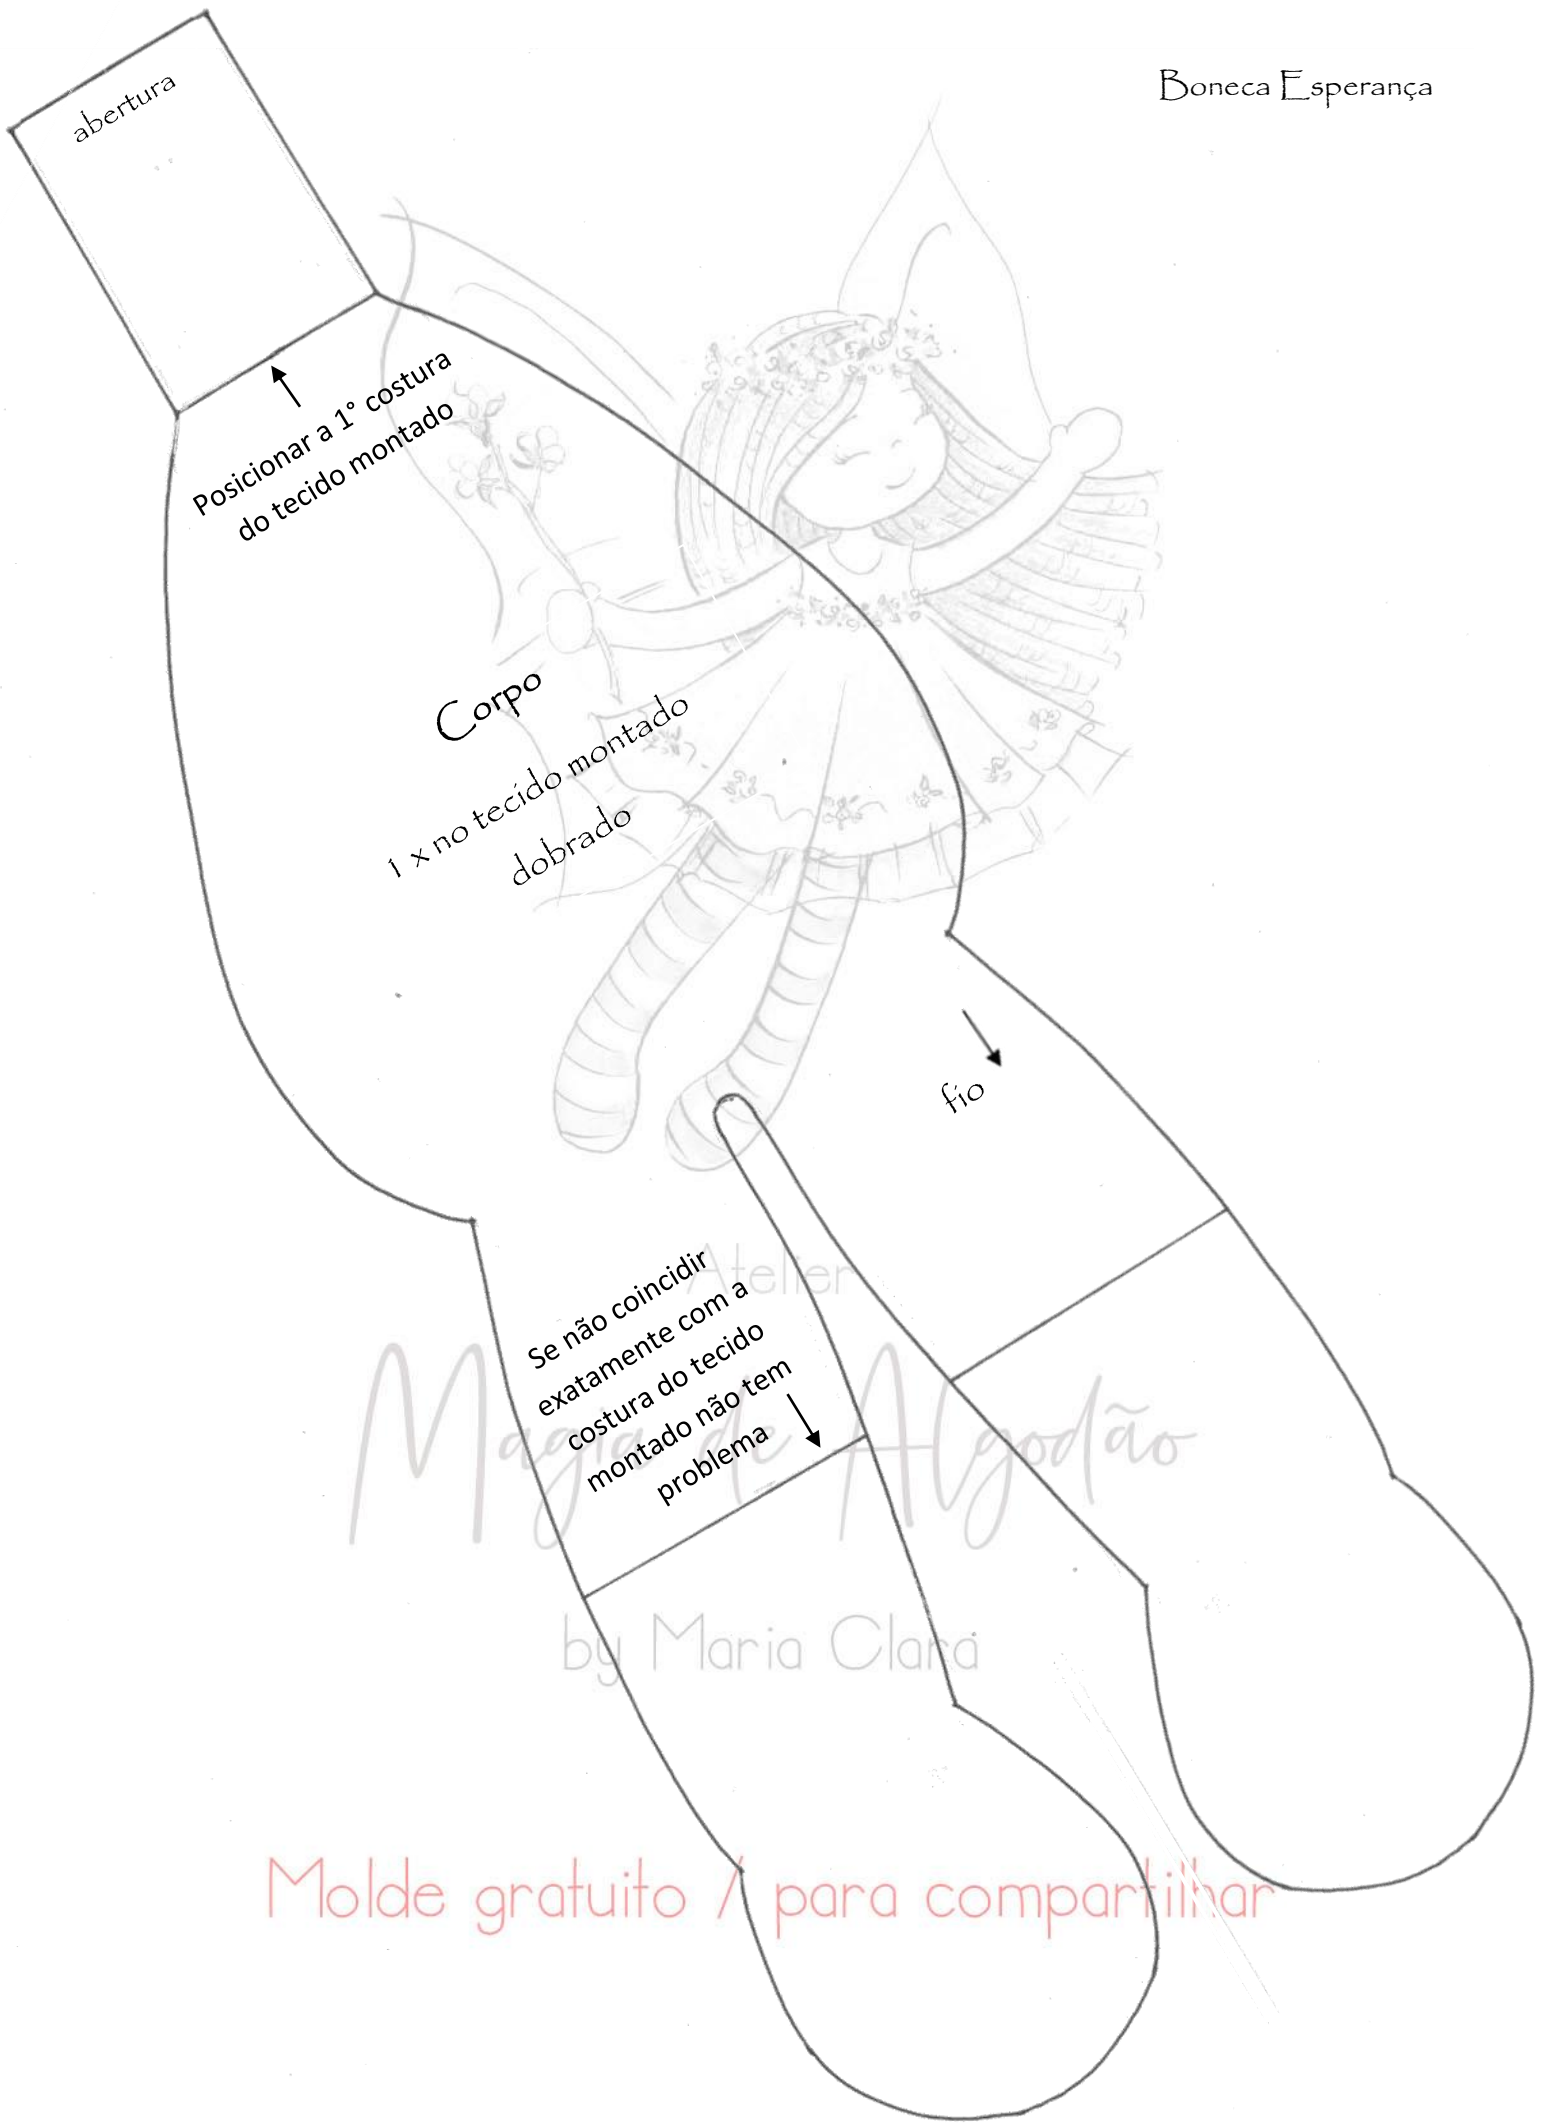 Boneca Esperança
abertura
Posicionar a 1° costura
do tecido montado
Corpo
1 x no tecido montado
dobrado
fio
Se não coincidir
exatamente com a
costura do tecido
montado não tem
problema
Atelier
Magia de Algodão
by Maria Clara
Molde gratuito / para compartilhar